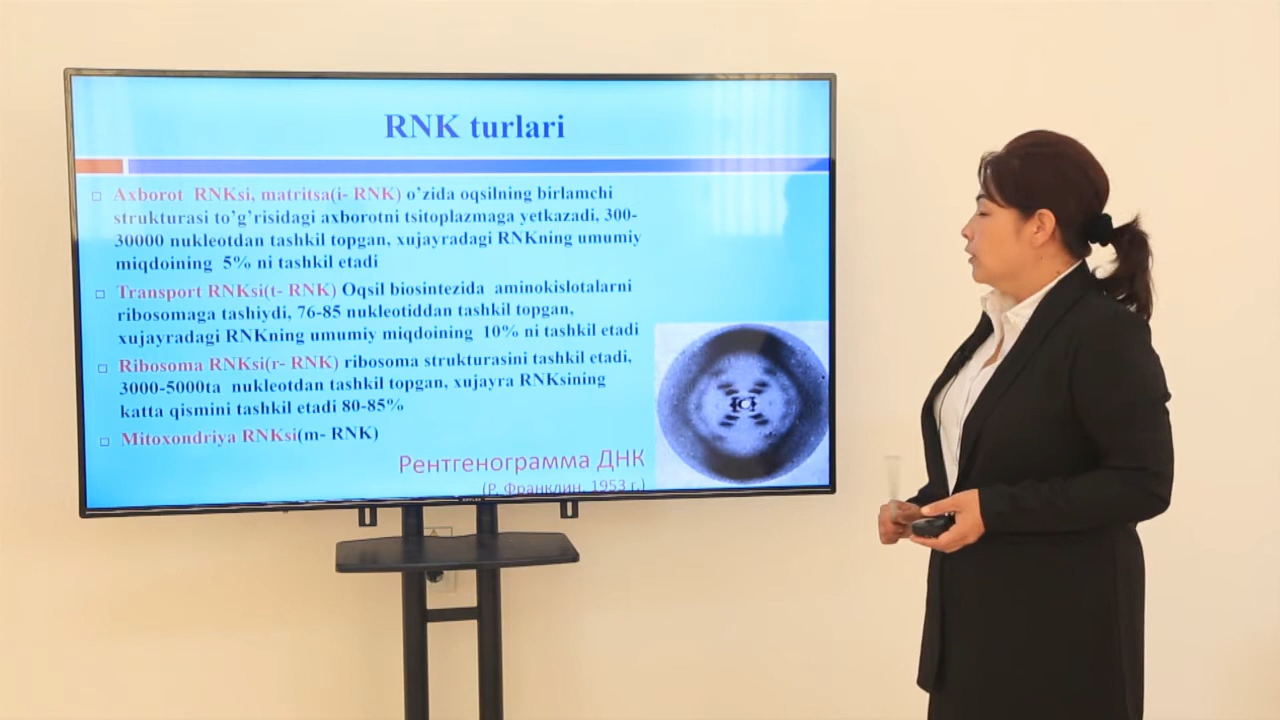 RNK turlari
Axborot RNKsi, matritsa(i- RNK) o'zida oqsilning birlamchi
strukturasi to'g'risidagi axborotni tsitoplazmaga yetkazadi, 300-
30000 nukleotdan tashkil topgan, xujayradagi RNKning umumiy
miqdoining 5% ni tashkil etadi
Transport RNKsi(t- RNK) Oqsil biosintezida aminokislotalarni
ribosomaga tashiydi, 76-85 nukleotiddan tashkil topgan,
xujayradagi RNKning umumiy miqdoining 10% ni tashkil etadi
Ribosoma RNKsi(r- RNK) ribosoma strukturasini tashkil etadi,
3000-5000ta nukleotdan tashkil topgan, xujayra RNKsining
katta qismini tashkil etadi 80-85%
Mitoxondriya RNKsi(m- RNK)
Рентгенограмма ДНК
(Р. Франклин, 1953 г.)